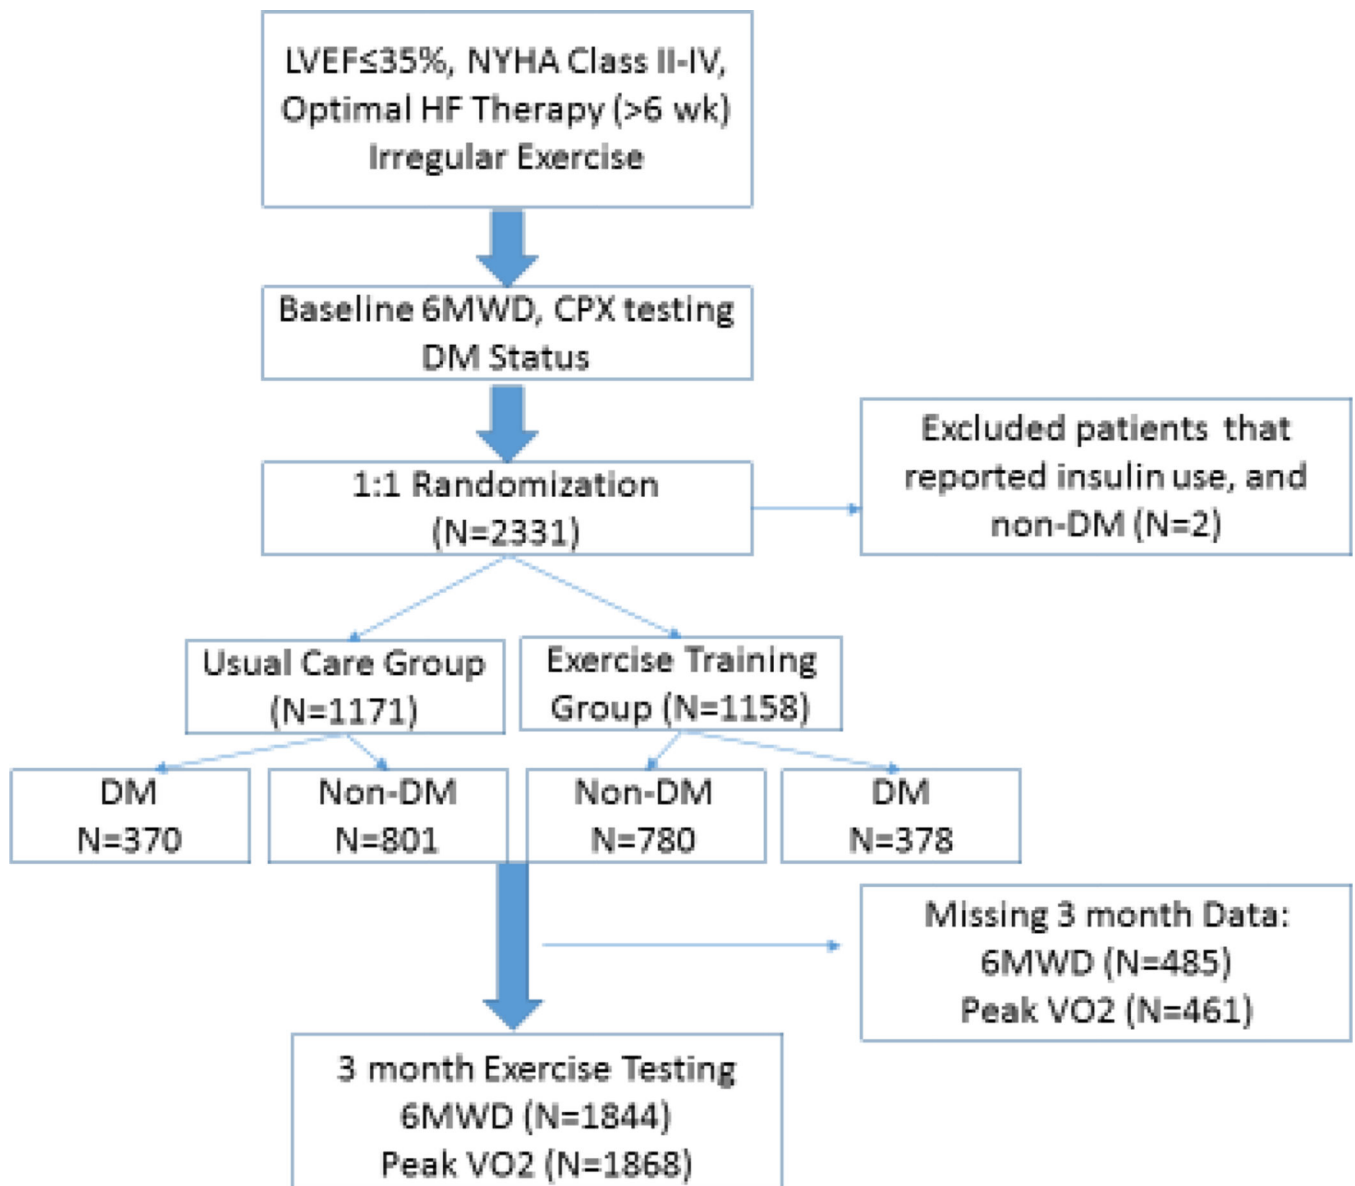 LVEF≤35%, NYHA Class II-IV,
Optimal HF Therapy (>6 wk)
Irregular Exercise
Baseline 6MWD, CPX testing
DM Status
1:1 Randomization
(N=2331)
Excluded patients that
reported insulin use, and
non-DM (N=2)
Usual Care Group
(N=1171)
Exercise Training
Group (N=1158)
DM
N=370
Non-DM
N=801
Non-DM
N=780
DM
N=378
Missing 3 month Data:
6MWD (N=485)
Peak VO2 (N=461)
3 month Exercise Testing
6MWD (N=1844)
Peak VO2 (N=1868)